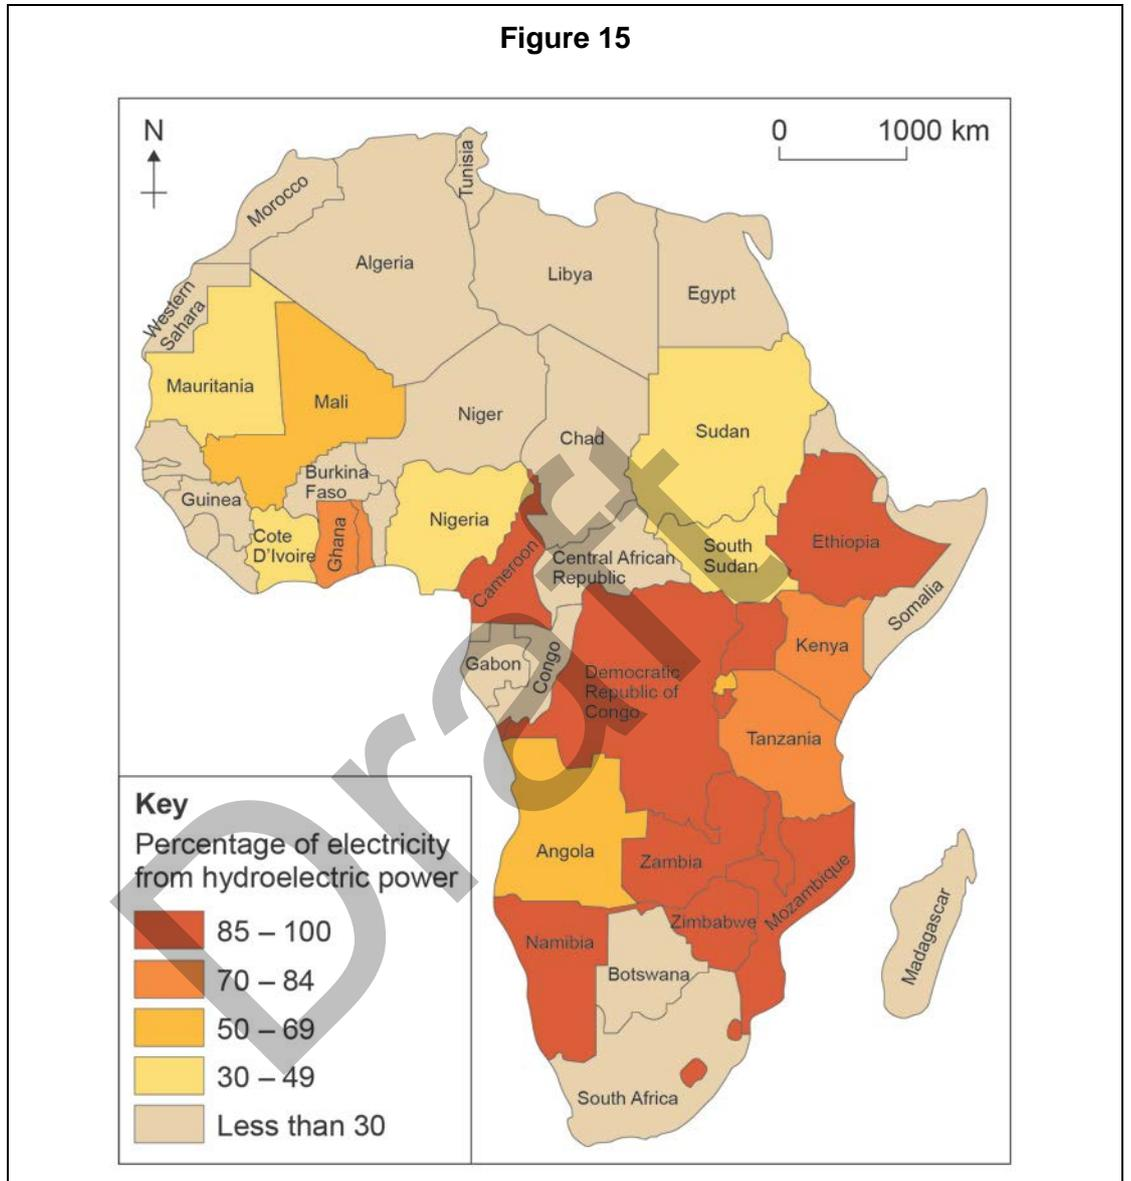 Figure 15
N
0 1000 km
Tunisia
Morocco
Algeria
Libya
Egypt
Western
Sahara
Mauritania
Mali
Niger
Chad
Sudan
Burkina
Faso
Guinea
Nigeria
Cote
D'Ivoire
Ghana
Cameroon
Central African
Republic
South
Sudan
Ethiopia
Somalia
Gabon
Congo
Democratic
Republic of
Congo
Kenya
Tanzania
Angola
Zambia
Mozambique
Zimbabwe
Namibia
Botswana
Madagascar
South Africa
Key
Percentage of electricity
from hydroelectric power
85 – 100
70 – 84
50 – 69
30 – 49
Less than 30
Draft